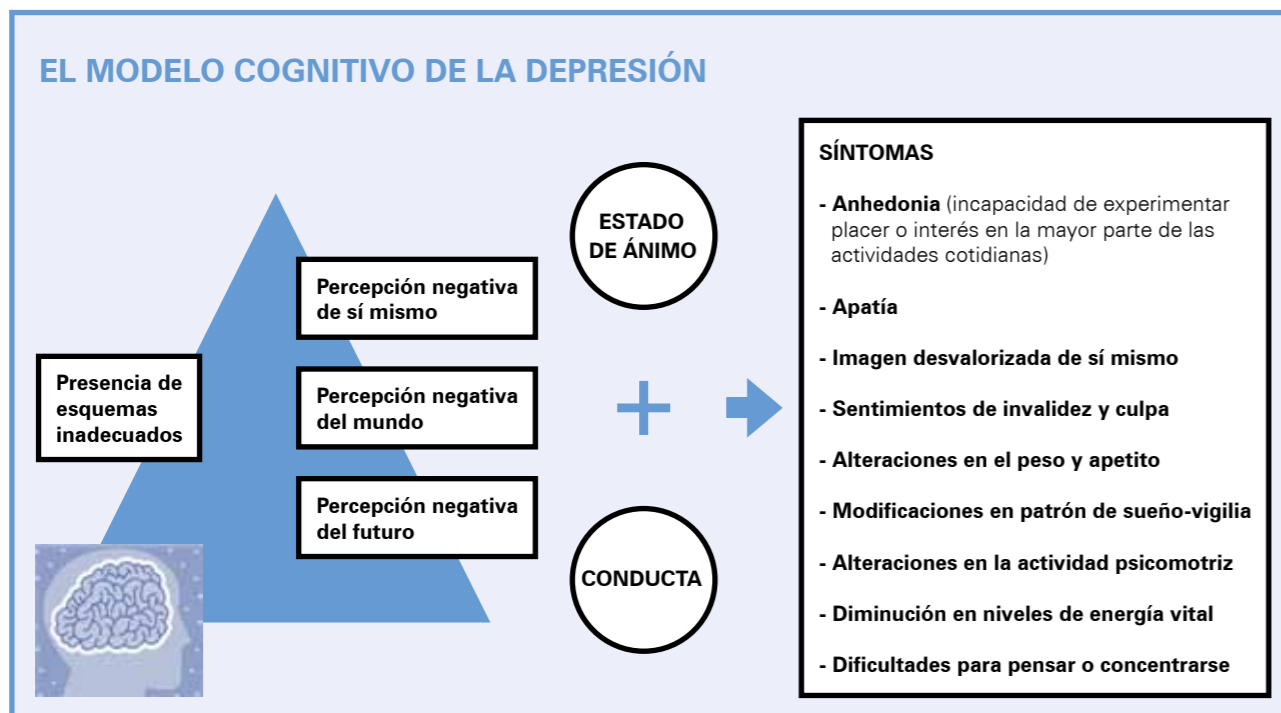 EL MODELO COGNITIVO DE LA DEPRESIÓN
Presencia de
esquemas
inadecuados
Percepción negativa
de sí mismo
Percepción negativa
del mundo
Percepción negativa
del futuro
ESTADO
DE ÁNIMO
+
CONDUCTA
SÍNTOMAS
- Anhedonia (incapacidad de experimentar
placer o interés en la mayor parte de las
actividades cotidianas)
- Apatía
- Imagen desvalorizada de sí mismo
- Sentimientos de invalidez y culpa
- Alteraciones en el peso y apetito
- Modificaciones en patrón de sueño-vigilia
- Alteraciones en la actividad psicomotriz
- Diminución en niveles de energía vital
- Dificultades para pensar o concentrarse